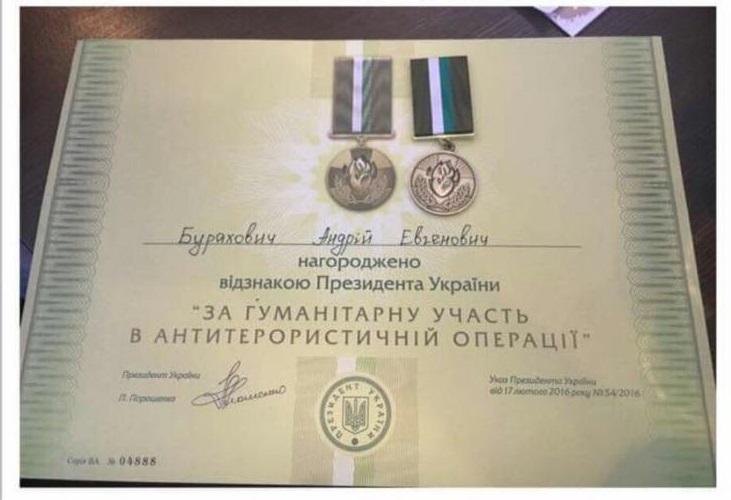 Бурахович Андрій Евгенович
нагороджено
відзнакою Президента України
"ЗА ГУМАНІТАРНУ УЧАСТЬ
В АНТИТЕРОРИСТИЧНІЙ ОПЕРАЦІЇ"
Президент України
П. Порошенко
Указ Президента України
від 17 лютого 2016 року №54/2016
ПРЕЗИДЕНТ УКРАЇНИ
Серія ВА № 04888